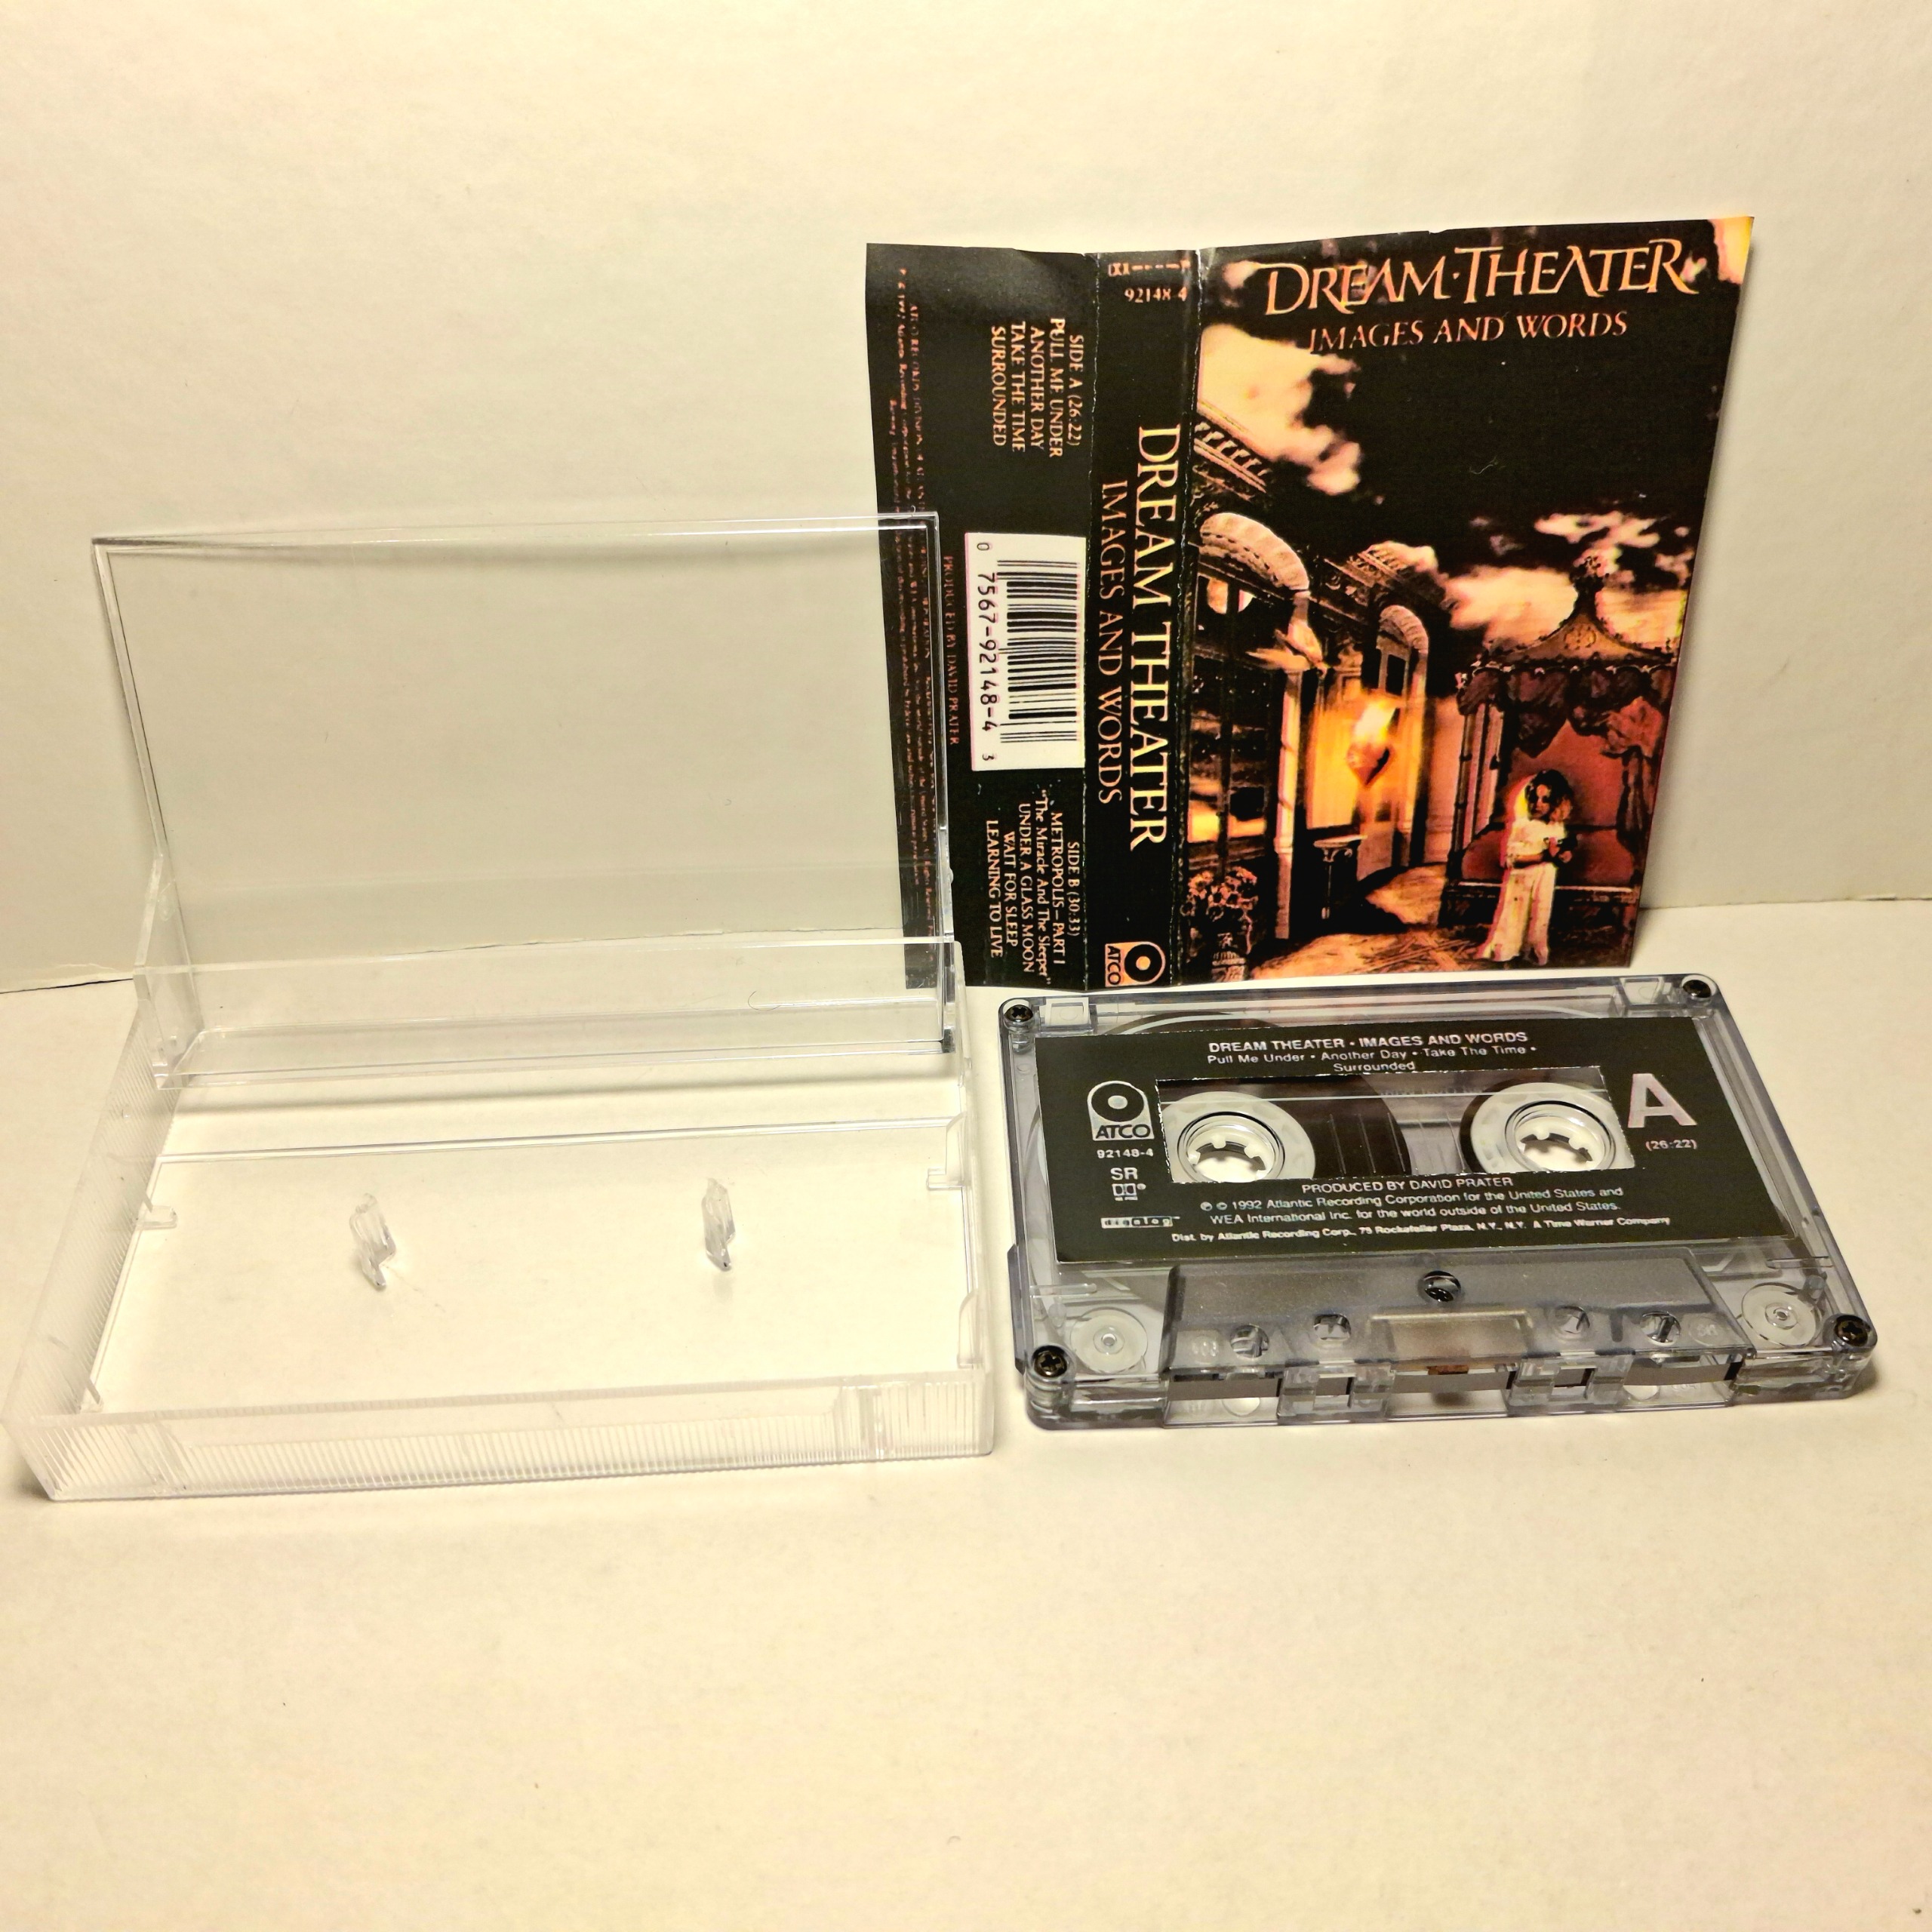 DREAM·THEATER
IMAGES AND WORDS
92148-4
DREAM THEATER
IMAGES AND WORDS
ATCO
SIDE A (26:22)
PULL ME UNDER
ANOTHER DAY
TAKE THE TIME
SURROUNDED
0 7567-92148-4 3
SIDE B (30:33)
METROPOLIS—PART I
"The Miracle And The Sleeper"
UNDER A GLASS MOON
WAIT FOR SLEEP
LEARNING TO LIVE
PRODUCED BY DAVID PRATER
DREAM THEATER • IMAGES AND WORDS
Pull Me Under • Another Day • Take The Time •
Surrounded
ATCO
92148-4
SR
digalog
A
(26:22)
PRODUCED BY DAVID PRATER
℗ © 1992 Atlantic Recording Corporation for the United States and
WEA International Inc. for the world outside of the United States.
Dist. by Atlantic Recording Corp., 75 Rockefeller Plaza, N.Y., N.Y. A Time Warner Company